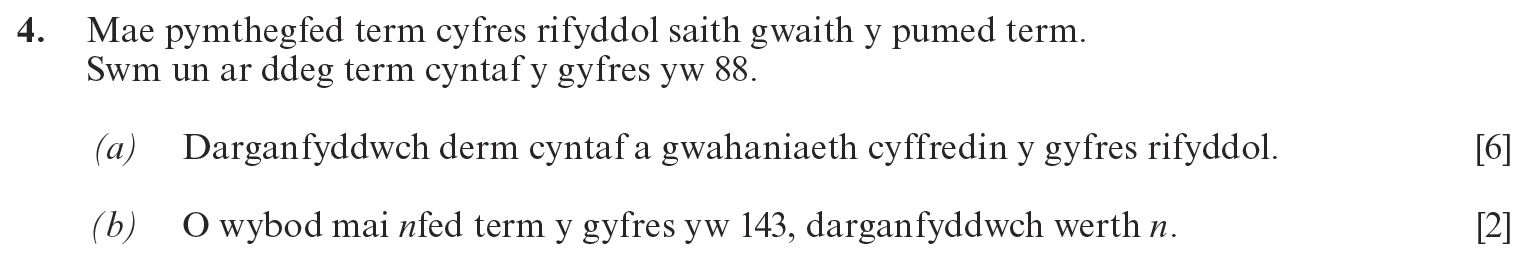 4. Mae pymthegfed term cyfres rifyddol saith gwaith y pumed term.
Swm un ar ddeg term cyntaf y gyfres yw 88.
(a) Darganfyddwch derm cyntaf a gwahaniaeth cyffredin y gyfres rifyddol. [6]
(b) O wybod mai nfed term y gyfres yw 143, darganfyddwch werth n. [2]